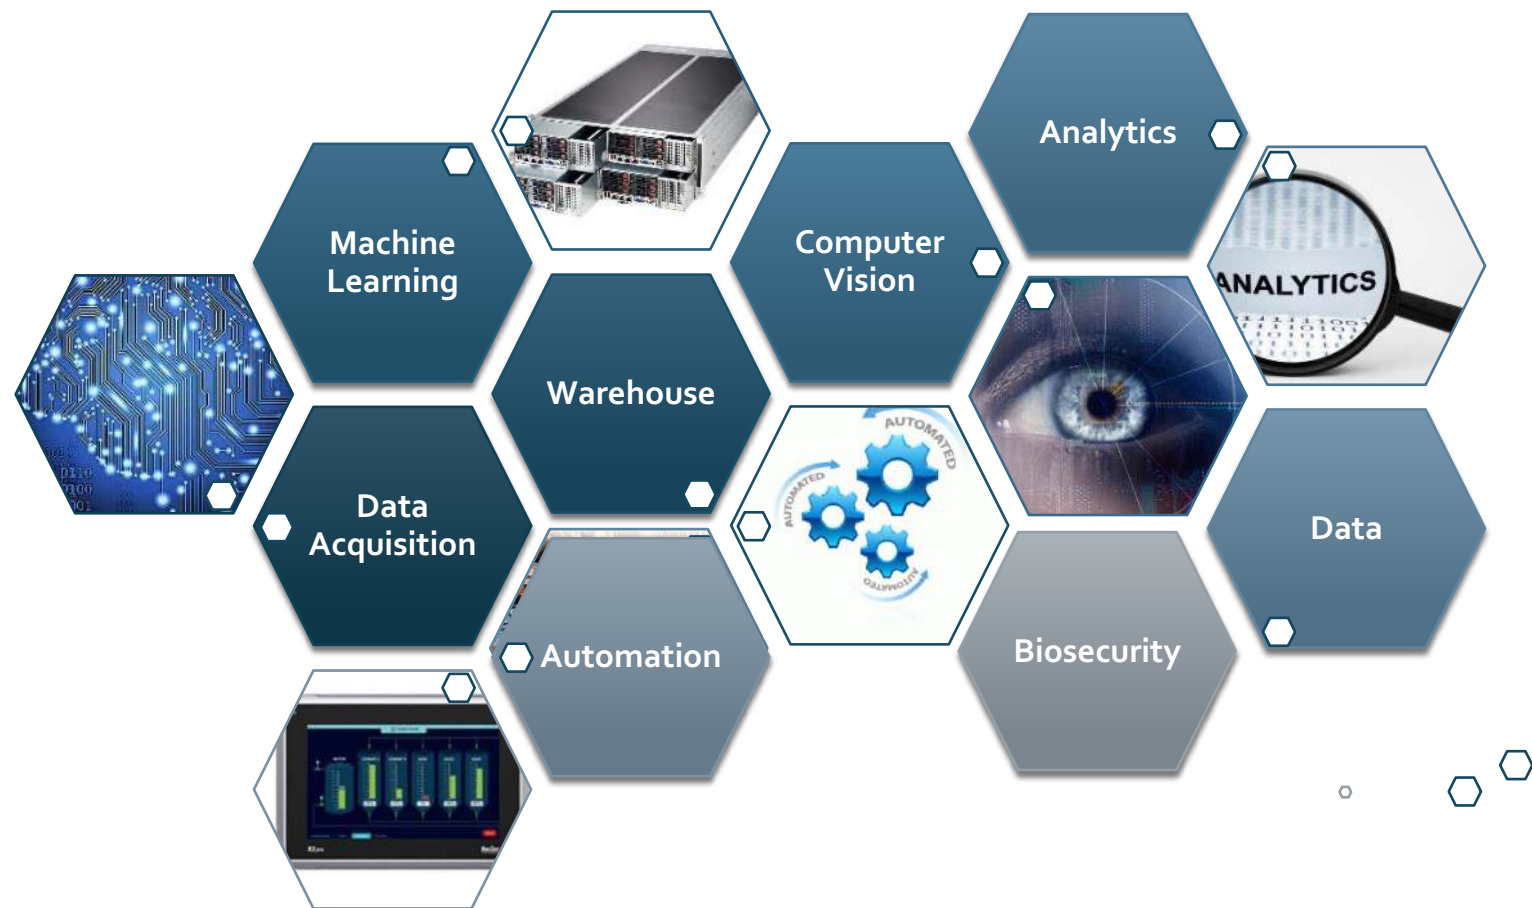 Analytics
Machine
Learning
Computer
Vision
ANALYTICS
Warehouse
AUTOMATED
AUTOMATED
AUTOMATED
Data
Acquisition
Data
Automation
Biosecurity